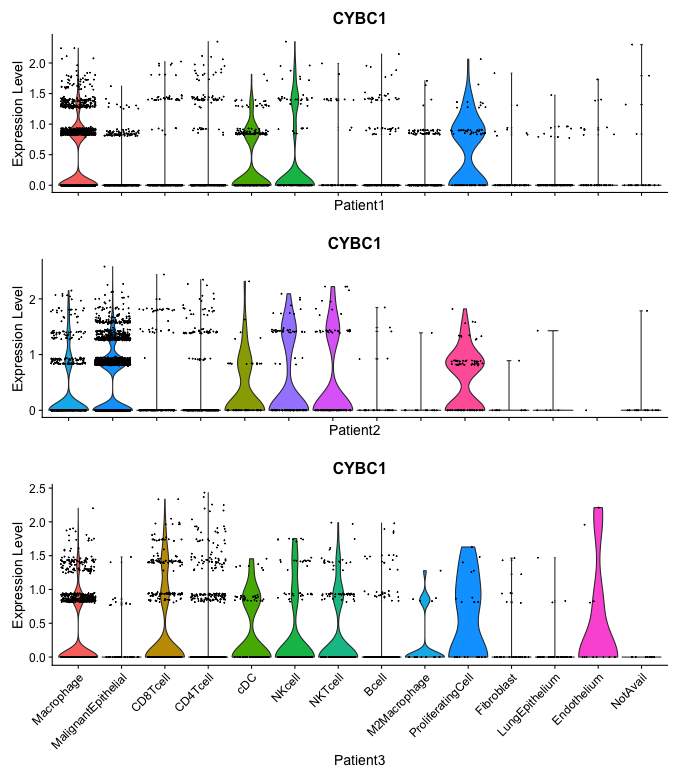 CYBC1
Expression Level
2.0
1.5
1.0
0.5
0.0
Patient1
CYBC1
Expression Level
2
1
0
Patient2
CYBC1
Expression Level
2.5
2.0
1.5
1.0
0.5
0.0
Macrophage
MalignantEpithelial
CD8Tcell
CD4Tcell
cDC
NKcell
NKTcell
Bcell
M2Macrophage
ProliferatingCell
Fibroblast
LungEpithelium
Endothelium
NotAvail
Patient3